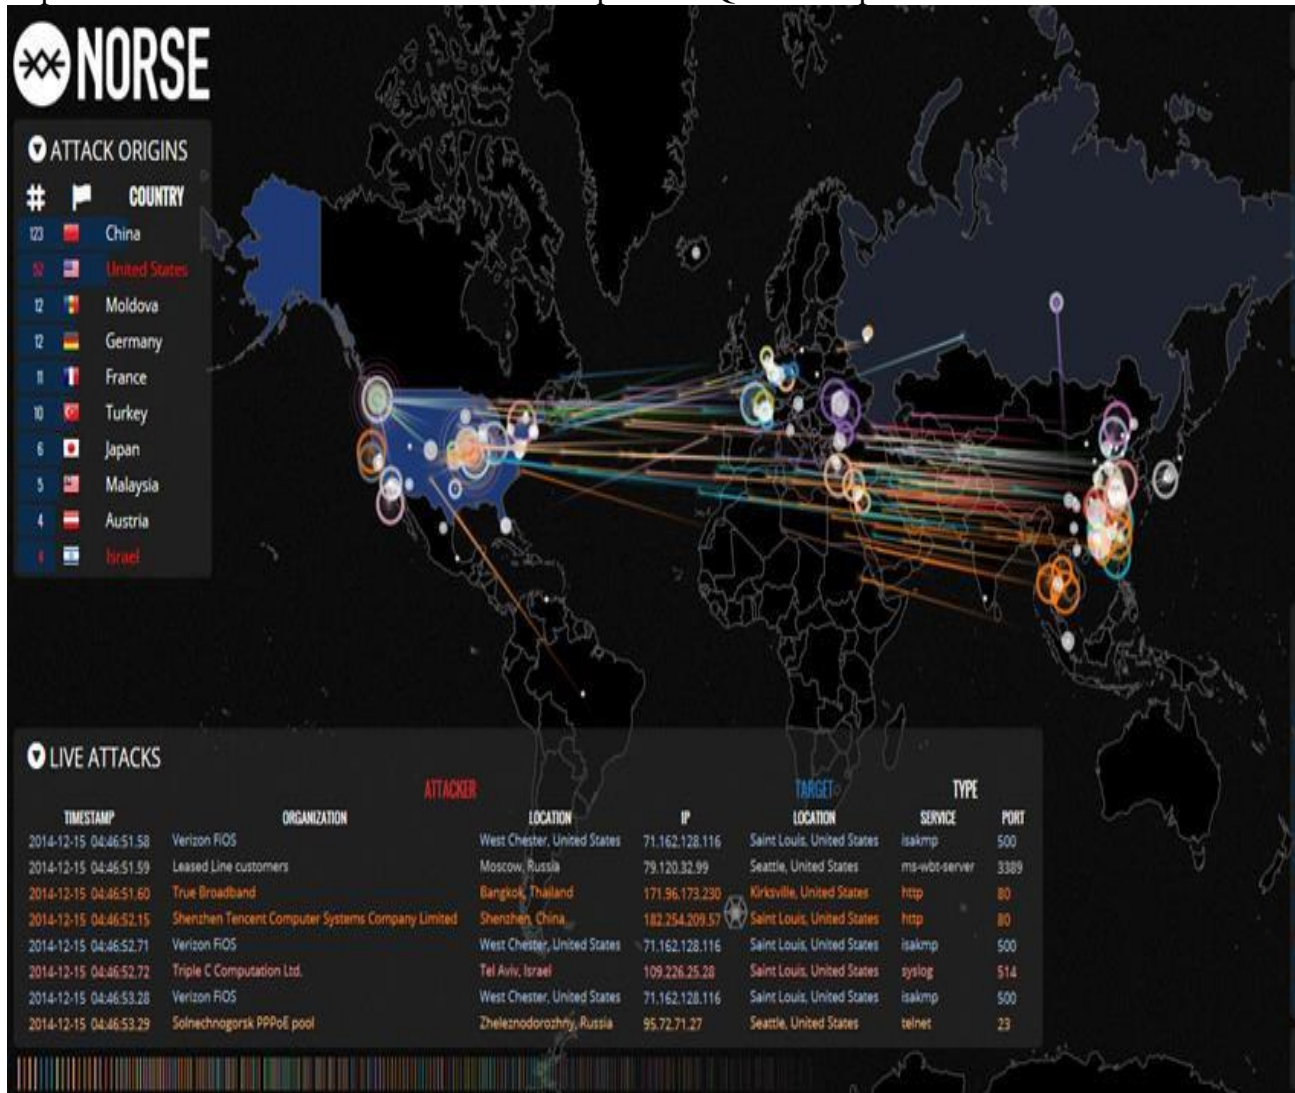 NORSE
ATTACK ORIGINS
# COUNTRY
123 China
United States
12 Moldova
12 Germany
11 France
10 Turkey
6 Japan
5 Malaysia
4 Austria
4 Israel
LIVE ATTACKS
ATTACKER TARGET TYPE
TIMESTAMP ORGANIZATION LOCATION IP LOCATION SERVICE PORT
2014-12-15 04:46:51.58 Verizon FiOS West Chester, United States 71.162.128.116 Saint Louis, United States isakmp 500
2014-12-15 04:46:51.59 Leased Line customers Moscow, Russia 79.120.32.99 Seattle, United States ms-wbt-server 3389
2014-12-15 04:46:51.60 True Broadband Bangkok, Thailand 171.96.173.230 Kirksville, United States http 80
2014-12-15 04:46:52.15 Shenzhen Tencent Computer Systems Company Limited Shenzhen, China 182.254.209.57 Saint Louis, United States http 80
2014-12-15 04:46:52.71 Verizon FiOS West Chester, United States 71.162.128.116 Saint Louis, United States isakmp 500
2014-12-15 04:46:52.72 Triple C Computation Ltd. Tel Aviv, Israel 109.226.25.28 Saint Louis, United States syslog 514
2014-12-15 04:46:53.28 Verizon FiOS West Chester, United States 71.162.128.116 Saint Louis, United States isakmp 500
2014-12-15 04:46:53.29 Solnechnogorsk PPPoE pool Zheleznodorozhny, Russia 95.72.71.27 Seattle, United States telnet 23